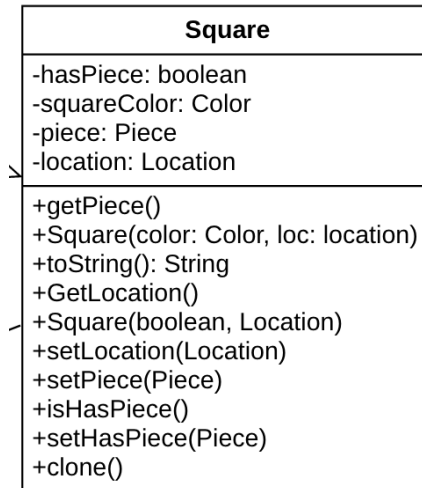 Square
-hasPiece: boolean
-squareColor: Color
-piece: Piece
-location: Location
+getPiece()
+Square(color: Color, loc: location)
+toString(): String
+GetLocation()
+Square(boolean, Location)
+setLocation(Location)
+setPiece(Piece)
+isHasPiece()
+setHasPiece(Piece)
+clone()